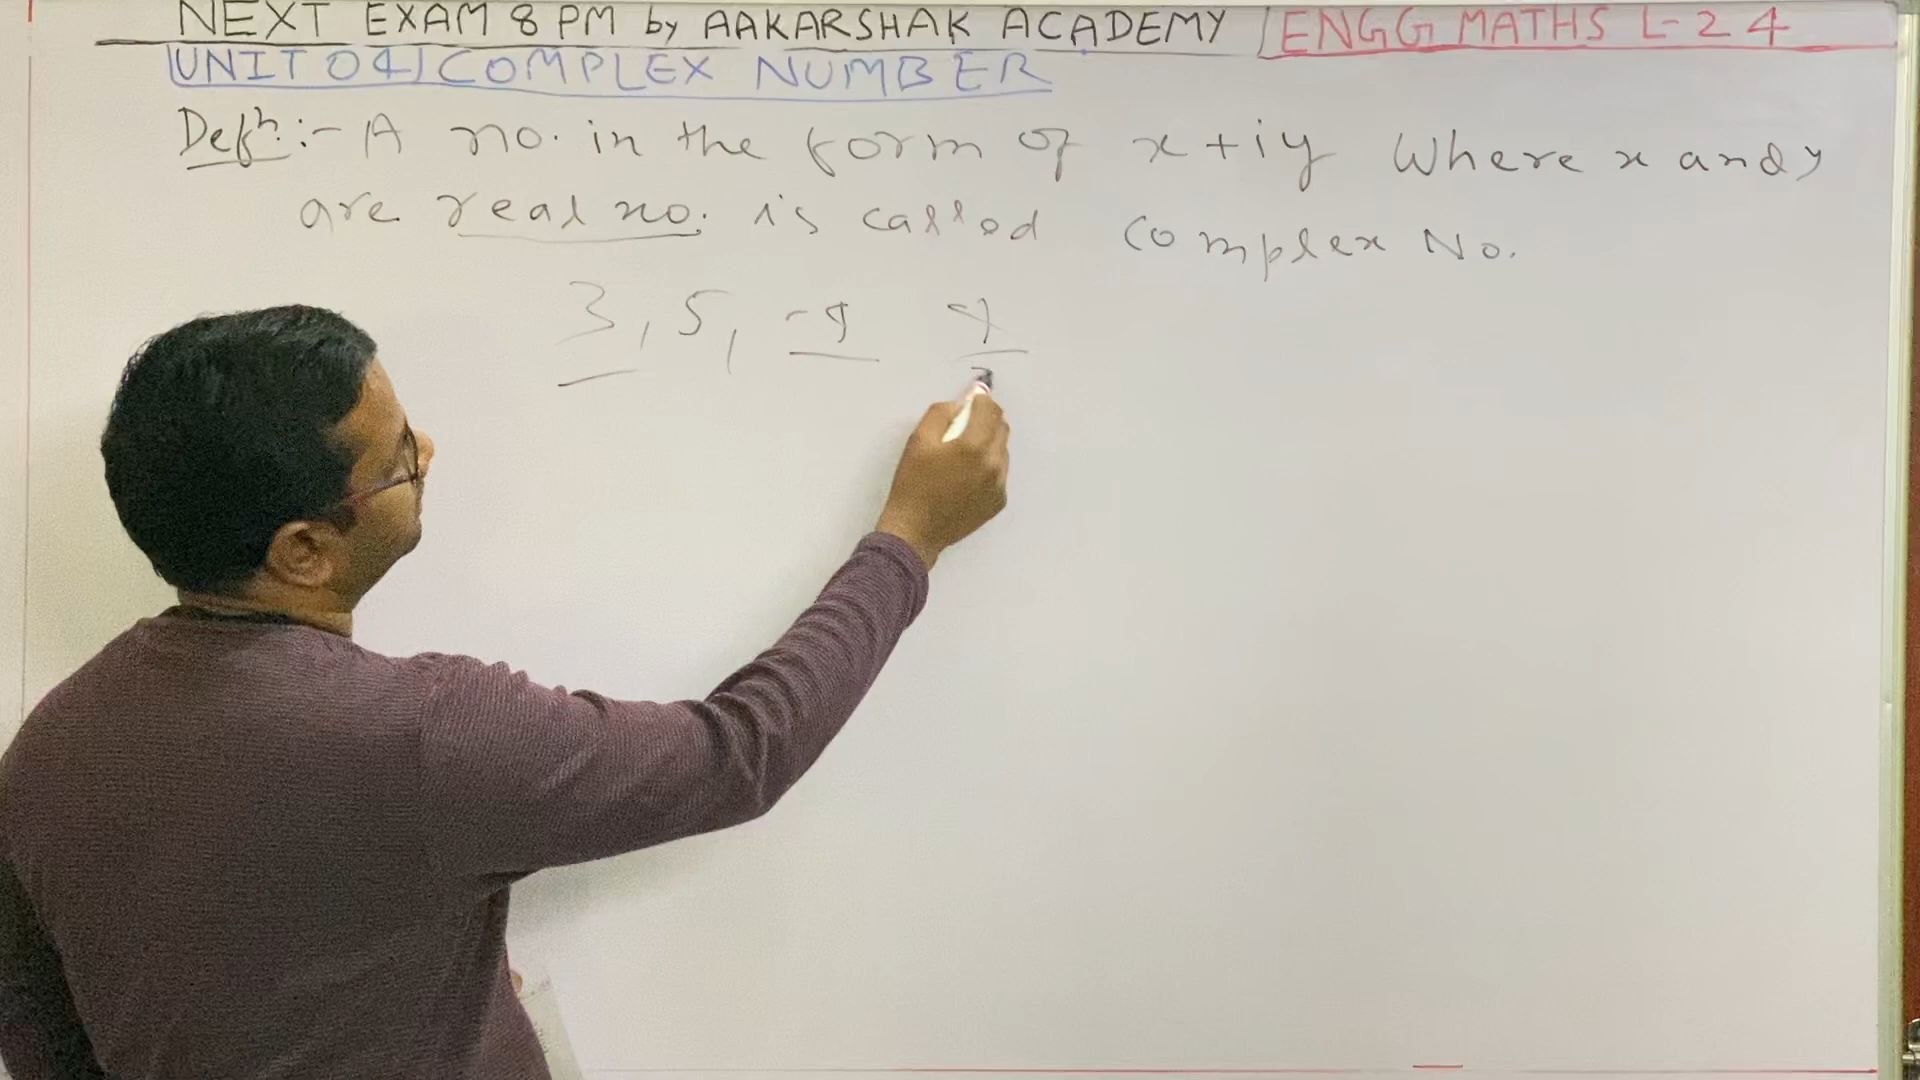 NEXT EXAM 8 PM by AAKARSHAK ACADEMY | ENGG MATHS L-24
UNIT 04 | COMPLEX NUMBER
Defn:- A no. in the form of x+iy Where x and y
are real no. is called Complex No.
3, 5, -9